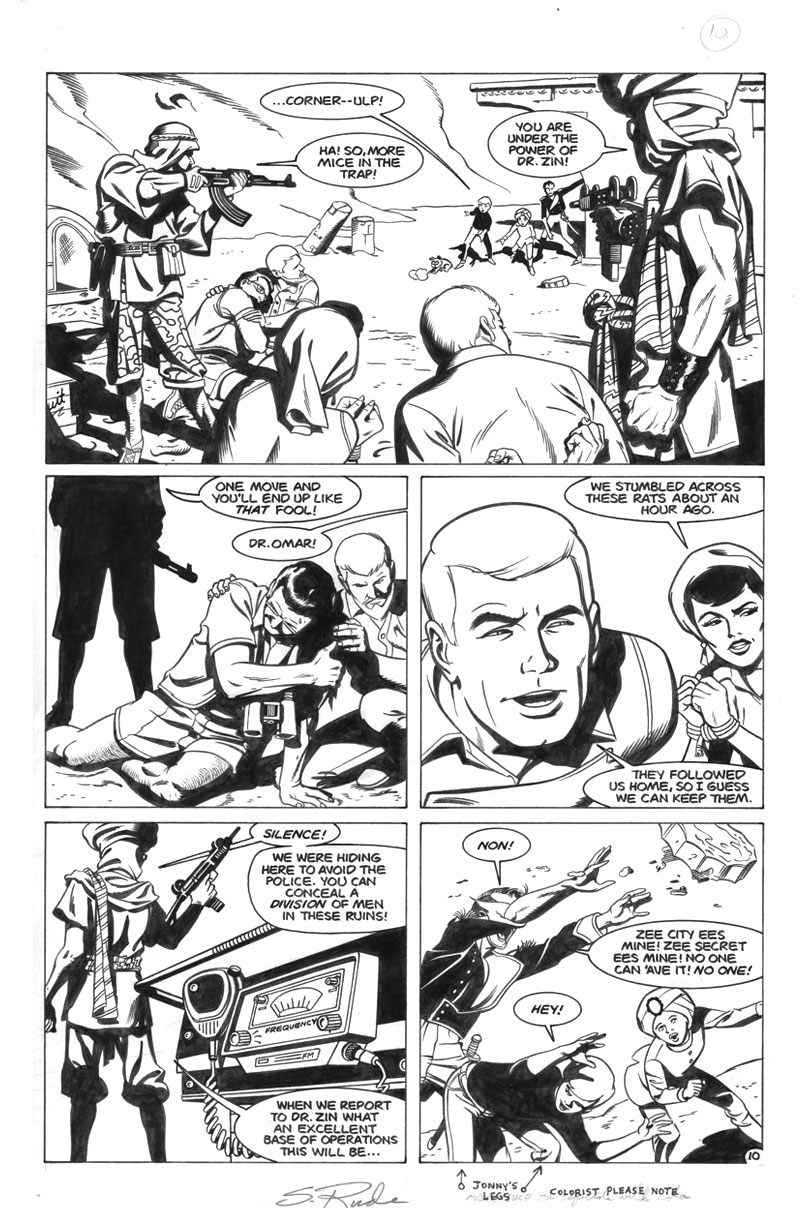 10
...CORNER--ULP!
HA! SO, MORE
MICE IN THE
TRAP!
YOU ARE
UNDER THE
POWER OF
DR. ZIN!
ONE MOVE AND
YOU'LL END UP LIKE
THAT FOOL!
DR. OMAR!
WE STUMBLED ACROSS
THESE RATS ABOUT AN
HOUR AGO.
THEY FOLLOWED
US HOME, SO I GUESS
WE CAN KEEP THEM.
SILENCE!
WE WERE HIDING
HERE TO AVOID THE
POLICE. YOU CAN
CONCEAL A
DIVISION OF MEN
IN THESE RUINS!
FREQUENCY
FM
WHEN WE REPORT
TO DR. ZIN WHAT
AN EXCELLENT
BASE OF OPERATIONS
THIS WILL BE...
NON!
ZEE CITY EES
MINE! ZEE SECRET
EES MINE! NO ONE
CAN 'AVE IT! NO ONE!
HEY!
10
S. Rude
JONNY'S
LEGS
COLORIST PLEASE NOTE